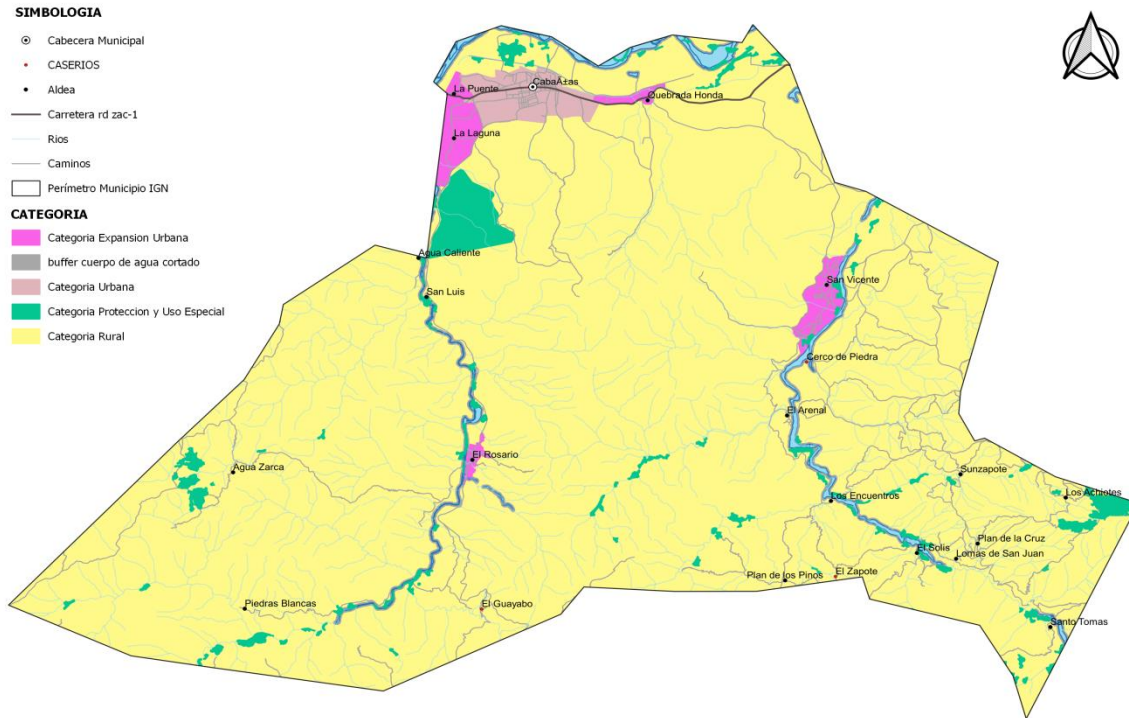 SIMBOLOGIA
Cabecera Municipal
CASERIOS
Aldea
Carretera rd zac-1
Rios
Caminos
Perímetro Municipio IGN
CATEGORIA
Categoria Expansion Urbana
buffer cuerpo de agua cortado
Categoria Urbana
Categoria Proteccion y Uso Especial
Categoria Rural
CabaÃ±as
La Puente
Quebrada Honda
La Laguna
Agua Caliente
San Luis
San Vicente
Cerco de Piedra
El Arenal
El Rosario
Agua Zarca
Sunzapote
Los Achiotes
Los Encuentros
Plan de la Cruz
El Solis
Lomas de San Juan
El Zapote
Plan de los Pinos
Piedras Blancas
El Guayabo
Santo Tomas